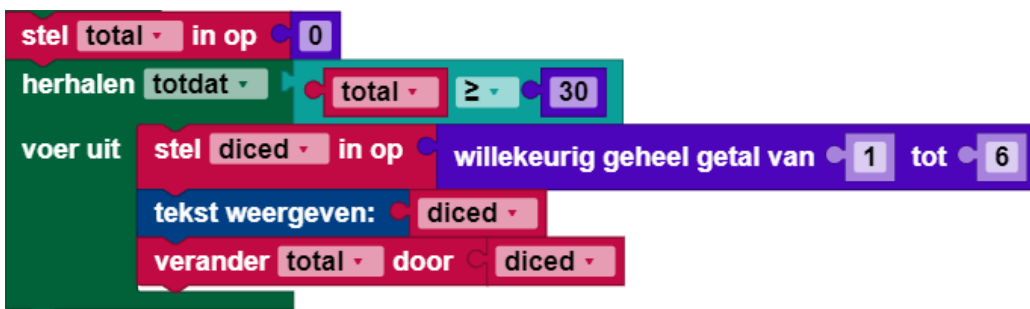 stel total in op 0
herhalen totdat total ≥ 30
voer uit stel diced in op willekeurig geheel getal van 1 tot 6
tekst weergeven: diced
verander total door diced